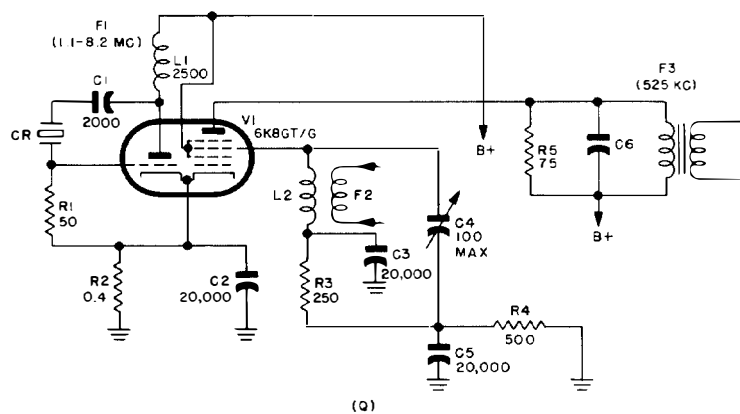 F1
(1.1-8.2 MC)
L1
2500
C1
2000
CR
V1
6K8GT/G
R1
50
R2
0.4
C2
20,000
L2
F2
C3
20,000
R3
250
C4
100
MAX
C5
20,000
R4
500
B+
R5
75
C6
B+
F3
(525 KC)
(Q)